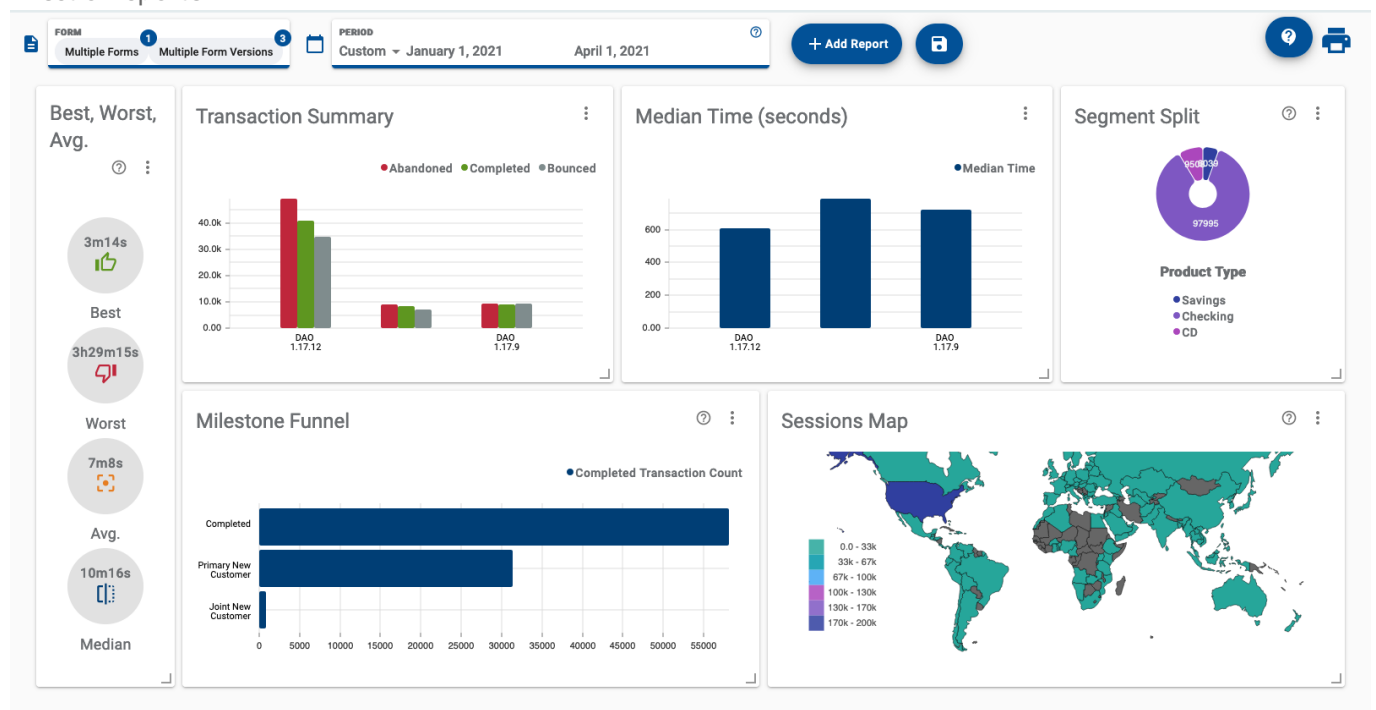 FORM
Multiple Forms 1 Multiple Form Versions 3
PERIOD
Custom January 1, 2021 April 1, 2021
+ Add Report
Best, Worst,
Avg.
3m14s
Best
3h29m15s
Worst
7m8s
Avg.
10m16s
Median
Transaction Summary
Abandoned Completed Bounced
40.0k
30.0k
20.0k
10.0k
0.00
DAO
1.17.12
DAO
1.17.9
Median Time (seconds)
Median Time
600
400
200
0.00
DAO
1.17.12
DAO
1.17.9
Segment Split
97995
Product Type
Savings
Checking
CD
Milestone Funnel
Completed Transaction Count
Completed
Primary New
Customer
Joint New
Customer
0 5000 10000 15000 20000 25000 30000 35000 40000 45000 50000 55000
Sessions Map
0.0 - 33k
33k - 67k
67k - 100k
100k - 130k
130k - 170k
170k - 200k